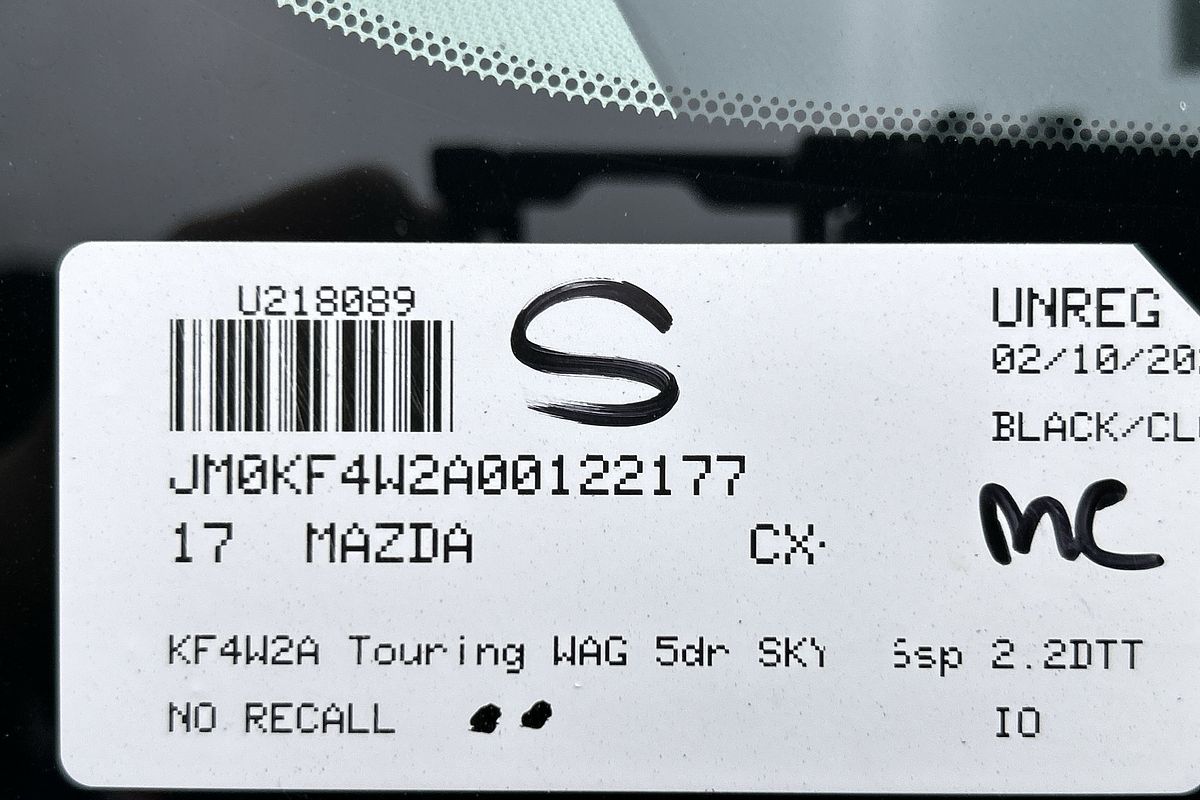 U218089
S
UNREG
02/10/20
BLACK/CL
JM0KF4W2A00122177
17 MAZDA CX-
MC
KF4W2A Touring WAG 5dr SKY 6sp 2.2DTT
NO RECALL IO